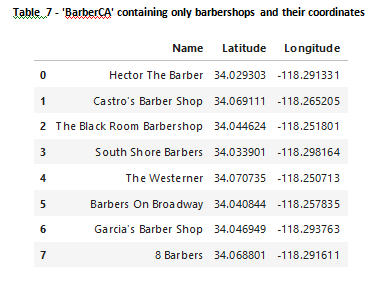 Table_7 - 'BarberCA' containing only barbershops and their coordinates
Name Latitude Longitude
0 Hector The Barber 34.029303 -118.291331
1 Castro's Barber Shop 34.069111 -118.265205
2 The Black Room Barbershop 34.044624 -118.251801
3 South Shore Barbers 34.033901 -118.298164
4 The Westerner 34.070735 -118.250713
5 Barbers On Broadway 34.040844 -118.257835
6 Garcia's Barber Shop 34.046949 -118.293763
7 8 Barbers 34.068801 -118.291611